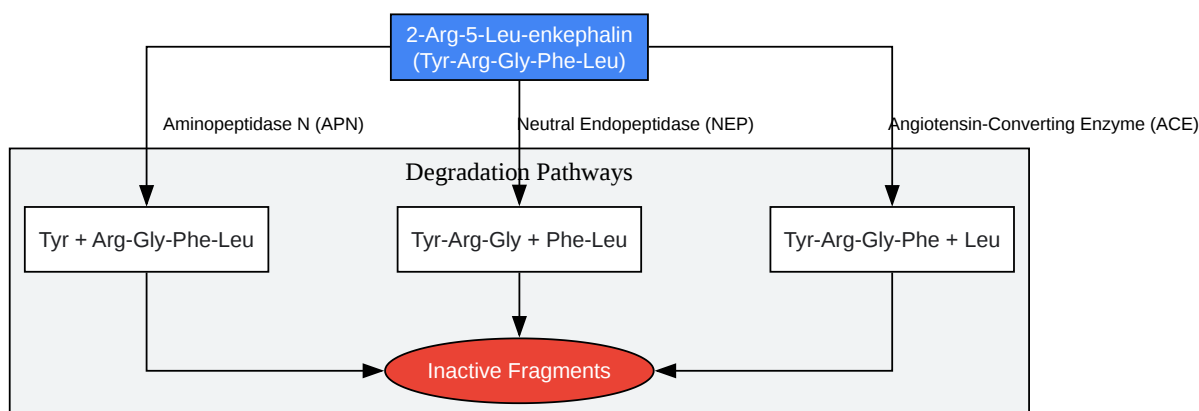 2-Arg-5-Leu-enkephalin
(Tyr-Arg-Gly-Phe-Leu)
Aminopeptidase N (APN)
Neutral Endopeptidase (NEP)
Angiotensin-Converting Enzyme (ACE)
Degradation Pathways
Tyr + Arg-Gly-Phe-Leu
Tyr-Arg-Gly + Phe-Leu
Tyr-Arg-Gly-Phe + Leu
Inactive Fragments